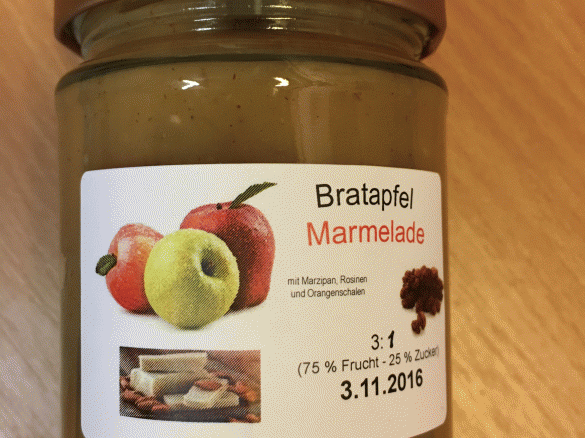 Bratapfel
Marmelade
mit Marzipan, Rosinen
und Orangenschalen
3:1
(75 % Frucht - 25 % Zucker)
3.11.2016